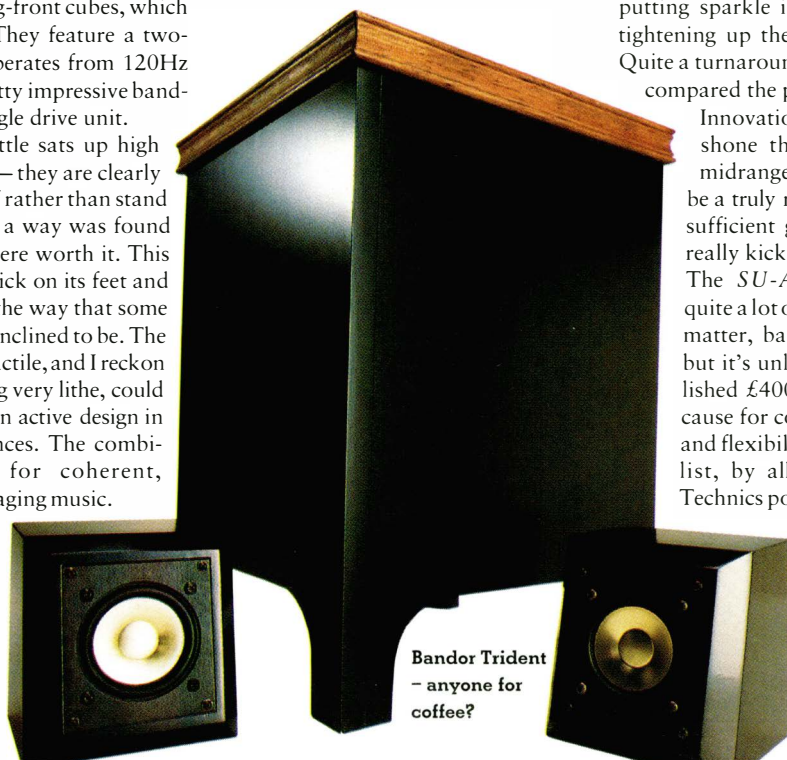 g-front cubes, which
They feature a two-
perates from 120Hz
tty impressive band-
gle drive unit.
ttle sats up high
– they are clearly
f rather than stand
a way was found
ere worth it. This
ick on its feet and
he way that some
nclined to be. The
ctile, and I reckon
g very lithe, could
n active design in
nces. The combi-
for coherent,
aging music.
Bandor Trident
– anyone for
coffee?
putting sparkle i
tightening up the
Quite a turnaroun
compared the p
Innovatio
shone th
midrange
be a truly r
sufficient g
really kick
The SU-A
quite a lot o
matter, ba
but it's unl
lished £400
cause for co
and flexibil
list, by all
Technics po